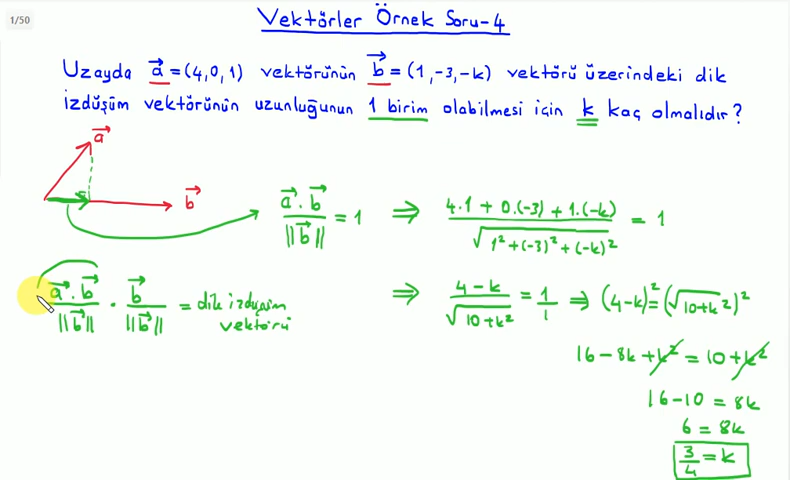 1/50
Vektörler Örnek Soru-4
Uzayda a⃗ = (4,0,1) vektörünün b⃗ = (1,-3,-k) vektörü üzerindeki dik
izdüşüm vektörünün uzunluğunun 1 birim olabilmesi için k kaç olmalıdır?
a⃗
b⃗
a⃗ . b⃗ / ||b⃗|| = 1 ⇒ 4.1 + 0.(-3) + 1.(-k) / √(1²+(-3)²+(-k)²) = 1
a⃗ . b⃗ / ||b⃗|| . b⃗ / ||b⃗|| = dik izdüşüm
vektörü
⇒ 4-k / √(10+k²) = 1/1 ⇒ (4-k)² = (√(10+k²))²
16-8k+k² = 10+k²
16-10 = 8k
6 = 8k
3/4 = k